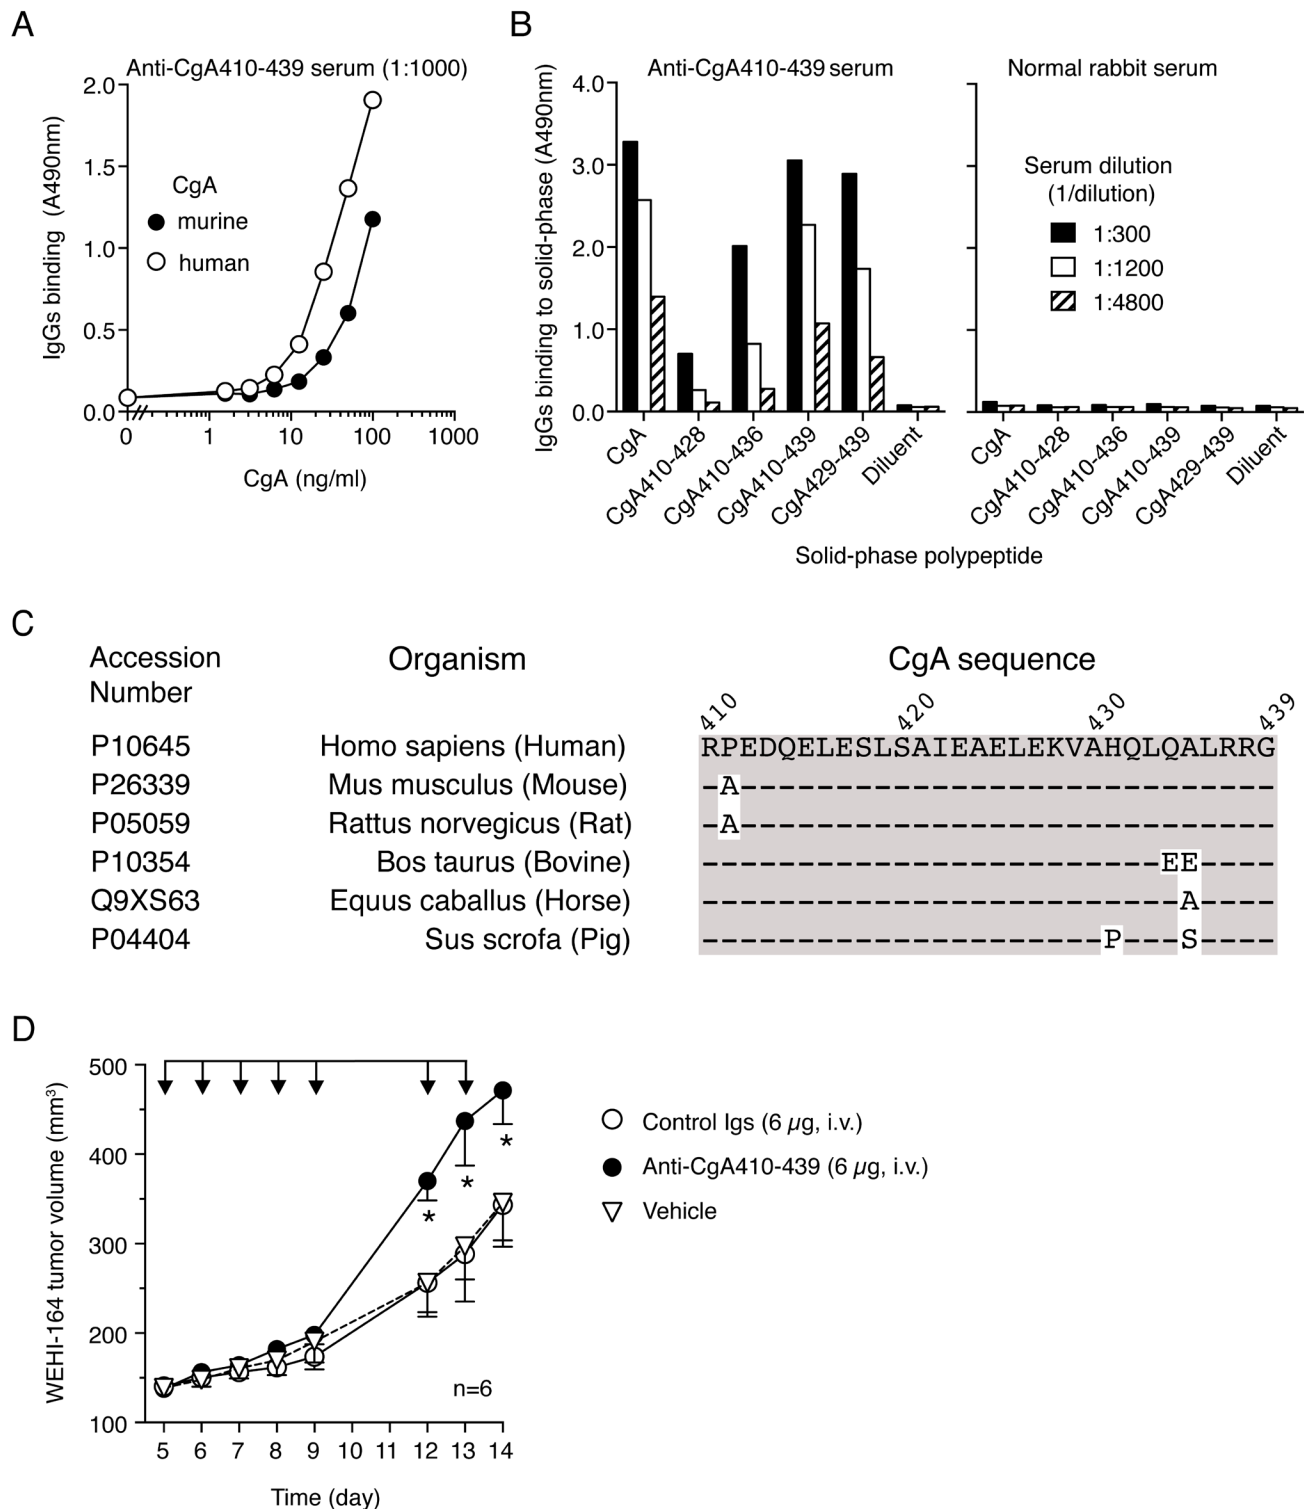 A
Anti-CgA410-439 serum (1:1000)
IgGs binding (A490nm)
2.0
1.5
1.0
0.5
0.0
CgA
murine
human
0
1
10
100
1000
CgA (ng/ml)
B
Anti-CgA410-439 serum
Normal rabbit serum
IgGs binding to solid-phase (A490nm)
4.0
3.0
2.0
1.0
0.0
Serum dilution
(1/dilution)
1:300
1:1200
1:4800
CgA
CgA410-428
CgA410-436
CgA410-439
CgA429-439
Diluent
CgA
CgA410-428
CgA410-436
CgA410-439
CgA429-439
Diluent
Solid-phase polypeptide
C
Accession
Number
Organism
CgA sequence
410 420 430 439
P10645 Homo sapiens (Human) RPEDQELESLSAIEAELEKVAHQLQALRRG
P26339 Mus musculus (Mouse) -A----------------------------
P05059 Rattus norvegicus (Rat) -A----------------------------
P10354 Bos taurus (Bovine) ------------------------EE----
Q9XS63 Equus caballus (Horse) -------------------------A----
P04404 Sus scrofa (Pig) ---------------------P---S----
D
WEHI-164 tumor volume (mm³)
500
400
300
200
100
*
*
*
n=6
5 6 7 8 9 10 11 12 13 14
Time (day)
Control Igs (6 µg, i.v.)
Anti-CgA410-439 (6 µg, i.v.)
Vehicle